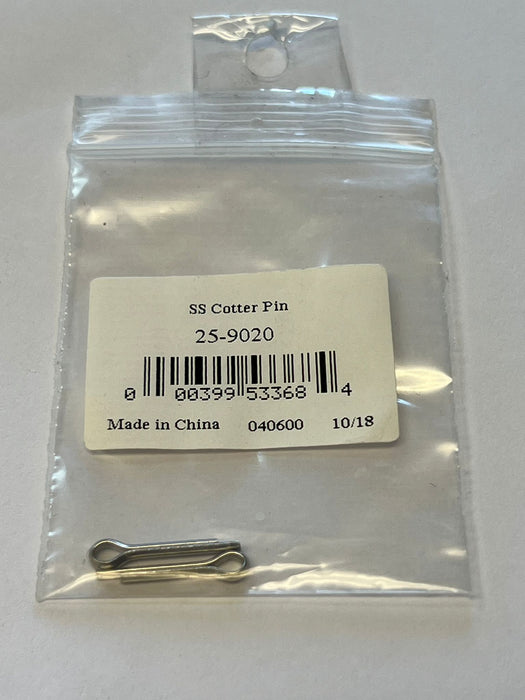 SS Cotter Pin
25-9020
0 00399 53368 4
Made in China 040600 10/18